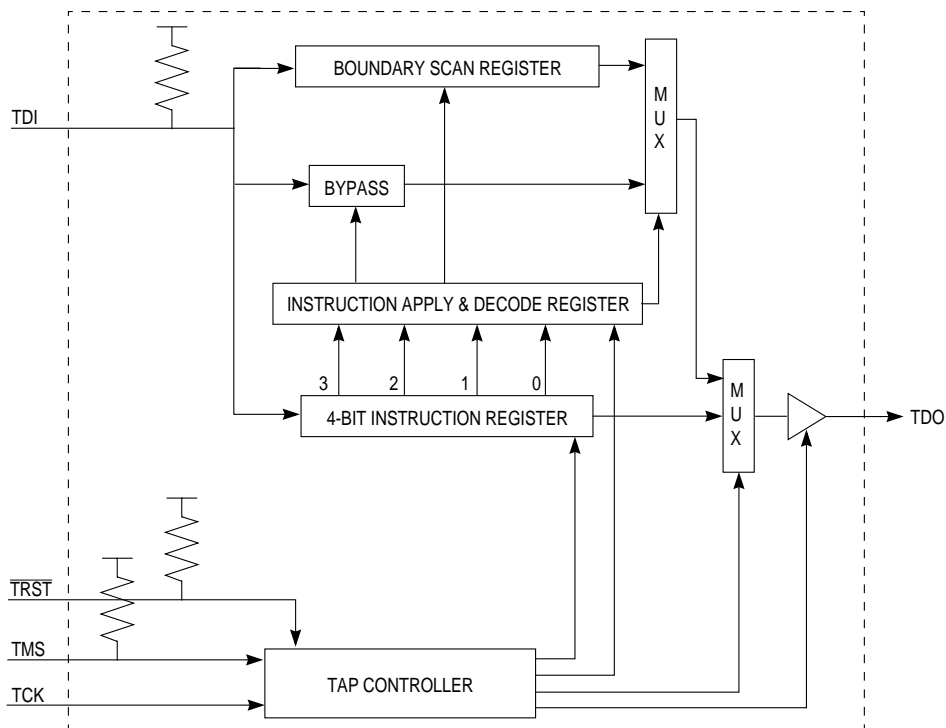 BOUNDARY SCAN REGISTER
M
U
X
TDI
BYPASS
INSTRUCTION APPLY & DECODE REGISTER
3 2 1 0
4-BIT INSTRUCTION REGISTER
M
U
X
TDO
TRST
TMS
TAP CONTROLLER
TCK